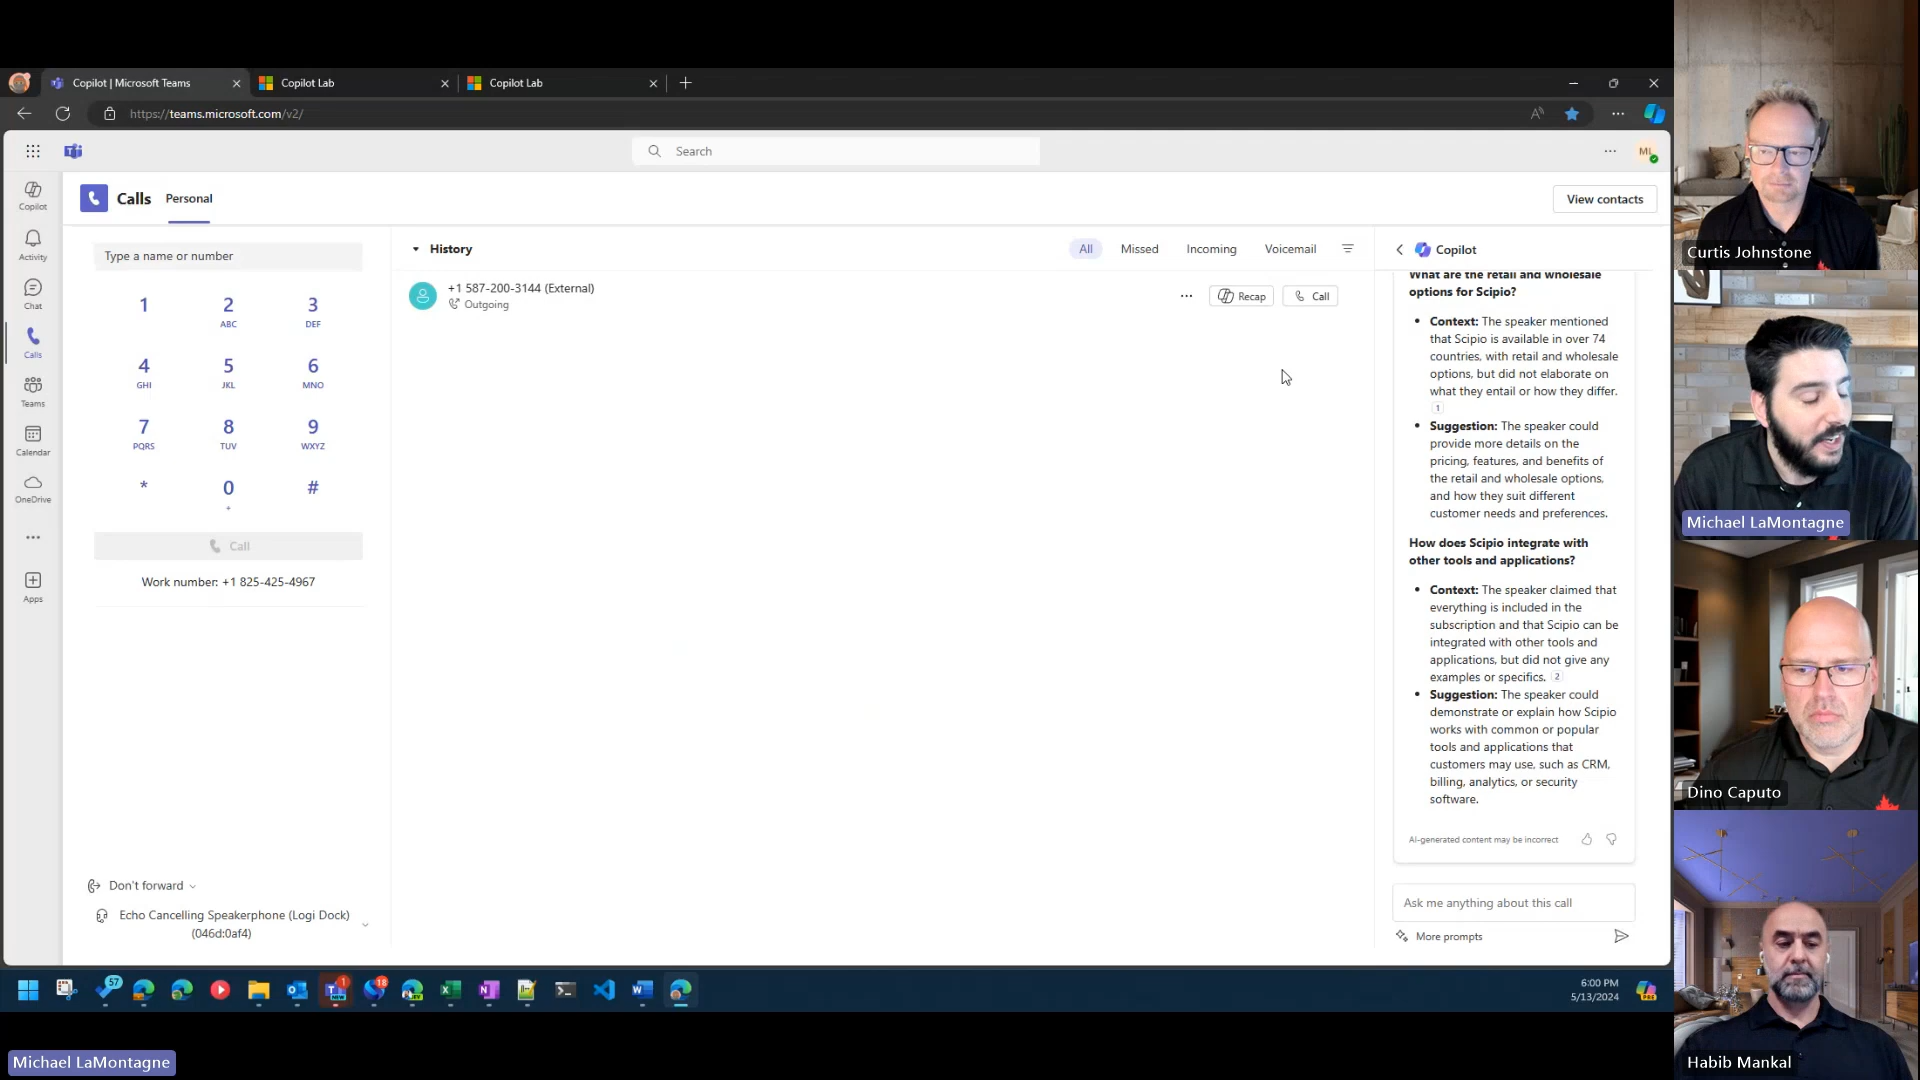 Copilot | Microsoft Teams
Copilot Lab
Copilot Lab
https://teams.microsoft.com/v2/
Search
ML
Copilot
Activity
Chat
Calls
Teams
Calendar
OneDrive
Apps
Calls
Personal
View contacts
Type a name or number
1
2
ABC
3
DEF
4
GHI
5
JKL
6
MNO
7
PQRS
8
TUV
9
WXYZ
*
0
+
#
Call
Work number: +1 825-425-4967
Don't forward
Echo Cancelling Speakerphone (Logi Dock)
(046d:0af4)
History
All
Missed
Incoming
Voicemail
+1 587-200-3144 (External)
Outgoing
Recap
Call
Copilot
What are the retail and wholesale
options for Scipio?
Context: The speaker mentioned
that Scipio is available in over 74
countries, with retail and wholesale
options, but did not elaborate on
what they entail or how they differ.
1
Suggestion: The speaker could
provide more details on the
pricing, features, and benefits of
the retail and wholesale options,
and how they suit different
customer needs and preferences.
How does Scipio integrate with
other tools and applications?
Context: The speaker claimed that
everything is included in the
subscription and that Scipio can be
integrated with other tools and
applications, but did not give any
examples or specifics. 2
Suggestion: The speaker could
demonstrate or explain how Scipio
works with common or popular
tools and applications that
customers may use, such as CRM,
billing, analytics, or security
software.
AI-generated content may be incorrect
Ask me anything about this call
More prompts
57
1
NEW
18
6:00 PM
5/13/2024
Michael LaMontagne
Curtis Johnstone
Michael LaMontagne
Dino Caputo
Habib Mankal